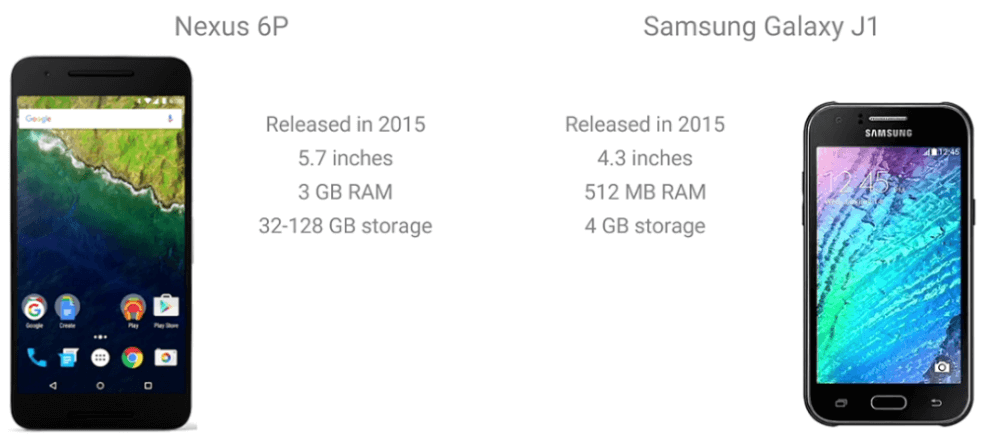 Nexus 6P
Samsung Galaxy J1
Released in 2015
5.7 inches
3 GB RAM
32-128 GB storage
Released in 2015
4.3 inches
512 MB RAM
4 GB storage
Google
Google
Create
Play
Play Store
SAMSUNG
12:45
12:45